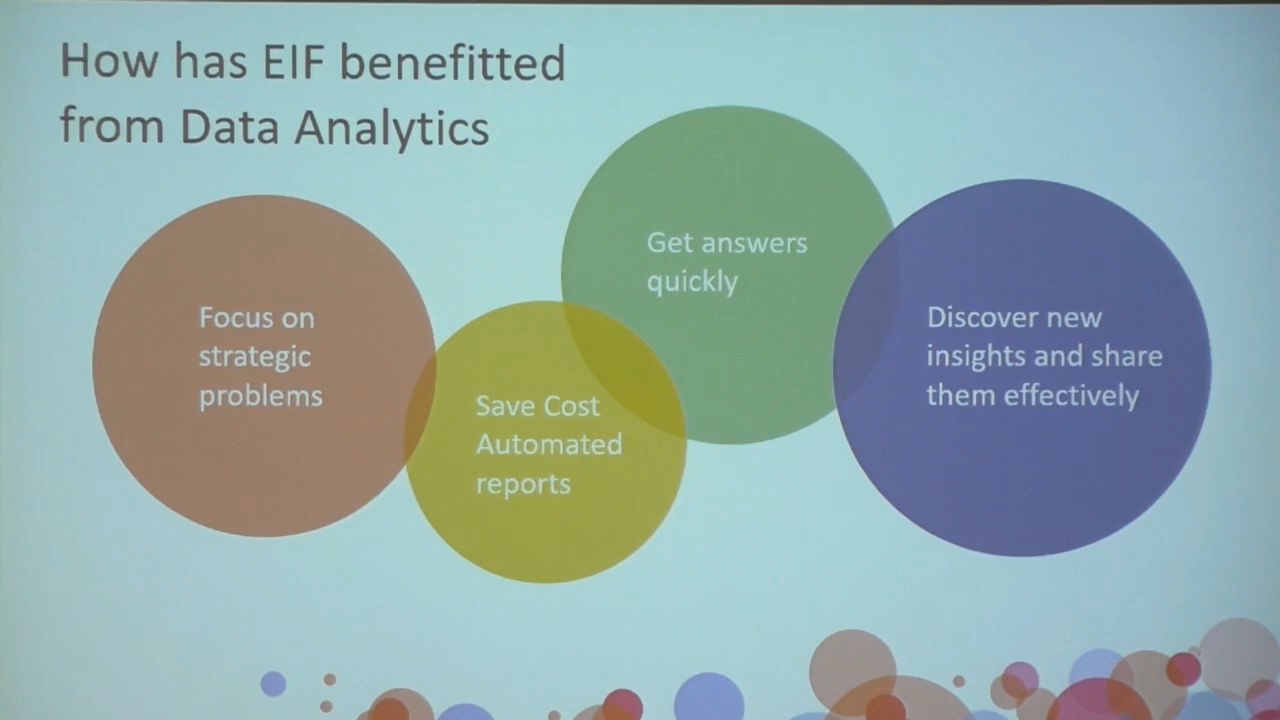 How has EIF benefitted
from Data Analytics
Focus on
strategic
problems
Save Cost
Automated
reports
Get answers
quickly
Discover new
insights and share
them effectively